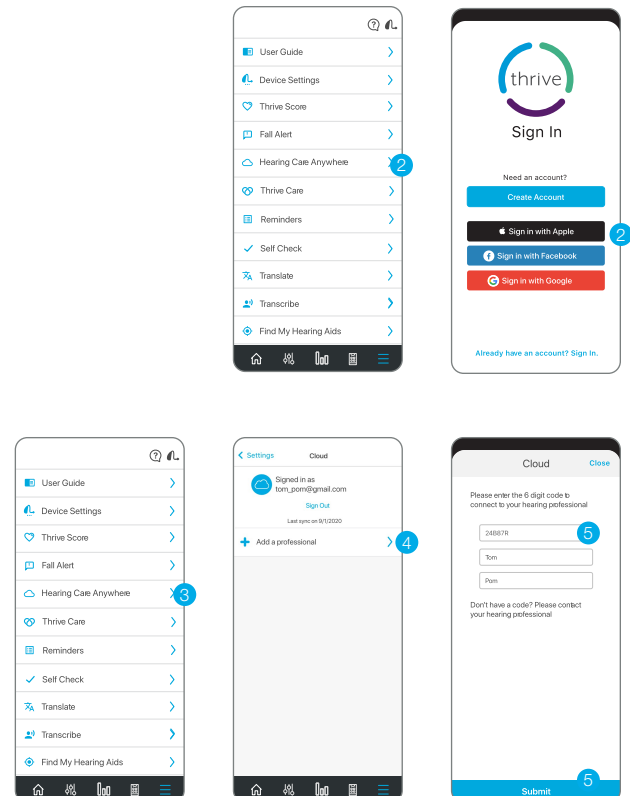 User Guide
Device Settings
Thrive Score
Fall Alert
Hearing Care Anywhere
2
Thrive Care
Reminders
Self Check
Translate
Transcribe
Find My Hearing Aids
thrive
Sign In
Need an account?
Create Account
Sign in with Apple
2
Sign in with Facebook
Sign in with Google
Already have an account? Sign In.
User Guide
Device Settings
Thrive Score
Fall Alert
Hearing Care Anywhere
3
Thrive Care
Reminders
Self Check
Translate
Transcribe
Find My Hearing Aids
Settings Cloud
Signed in as
tom_pom@gmail.com
Sign Out
Last sync on 9/1/2020
Add a professional
4
Cloud Close
Please enter the 6 digit code to
connect to your hearing professional
24B87R
5
Tom
Pom
Don't have a code? Please contact
your hearing professional
5
Submit